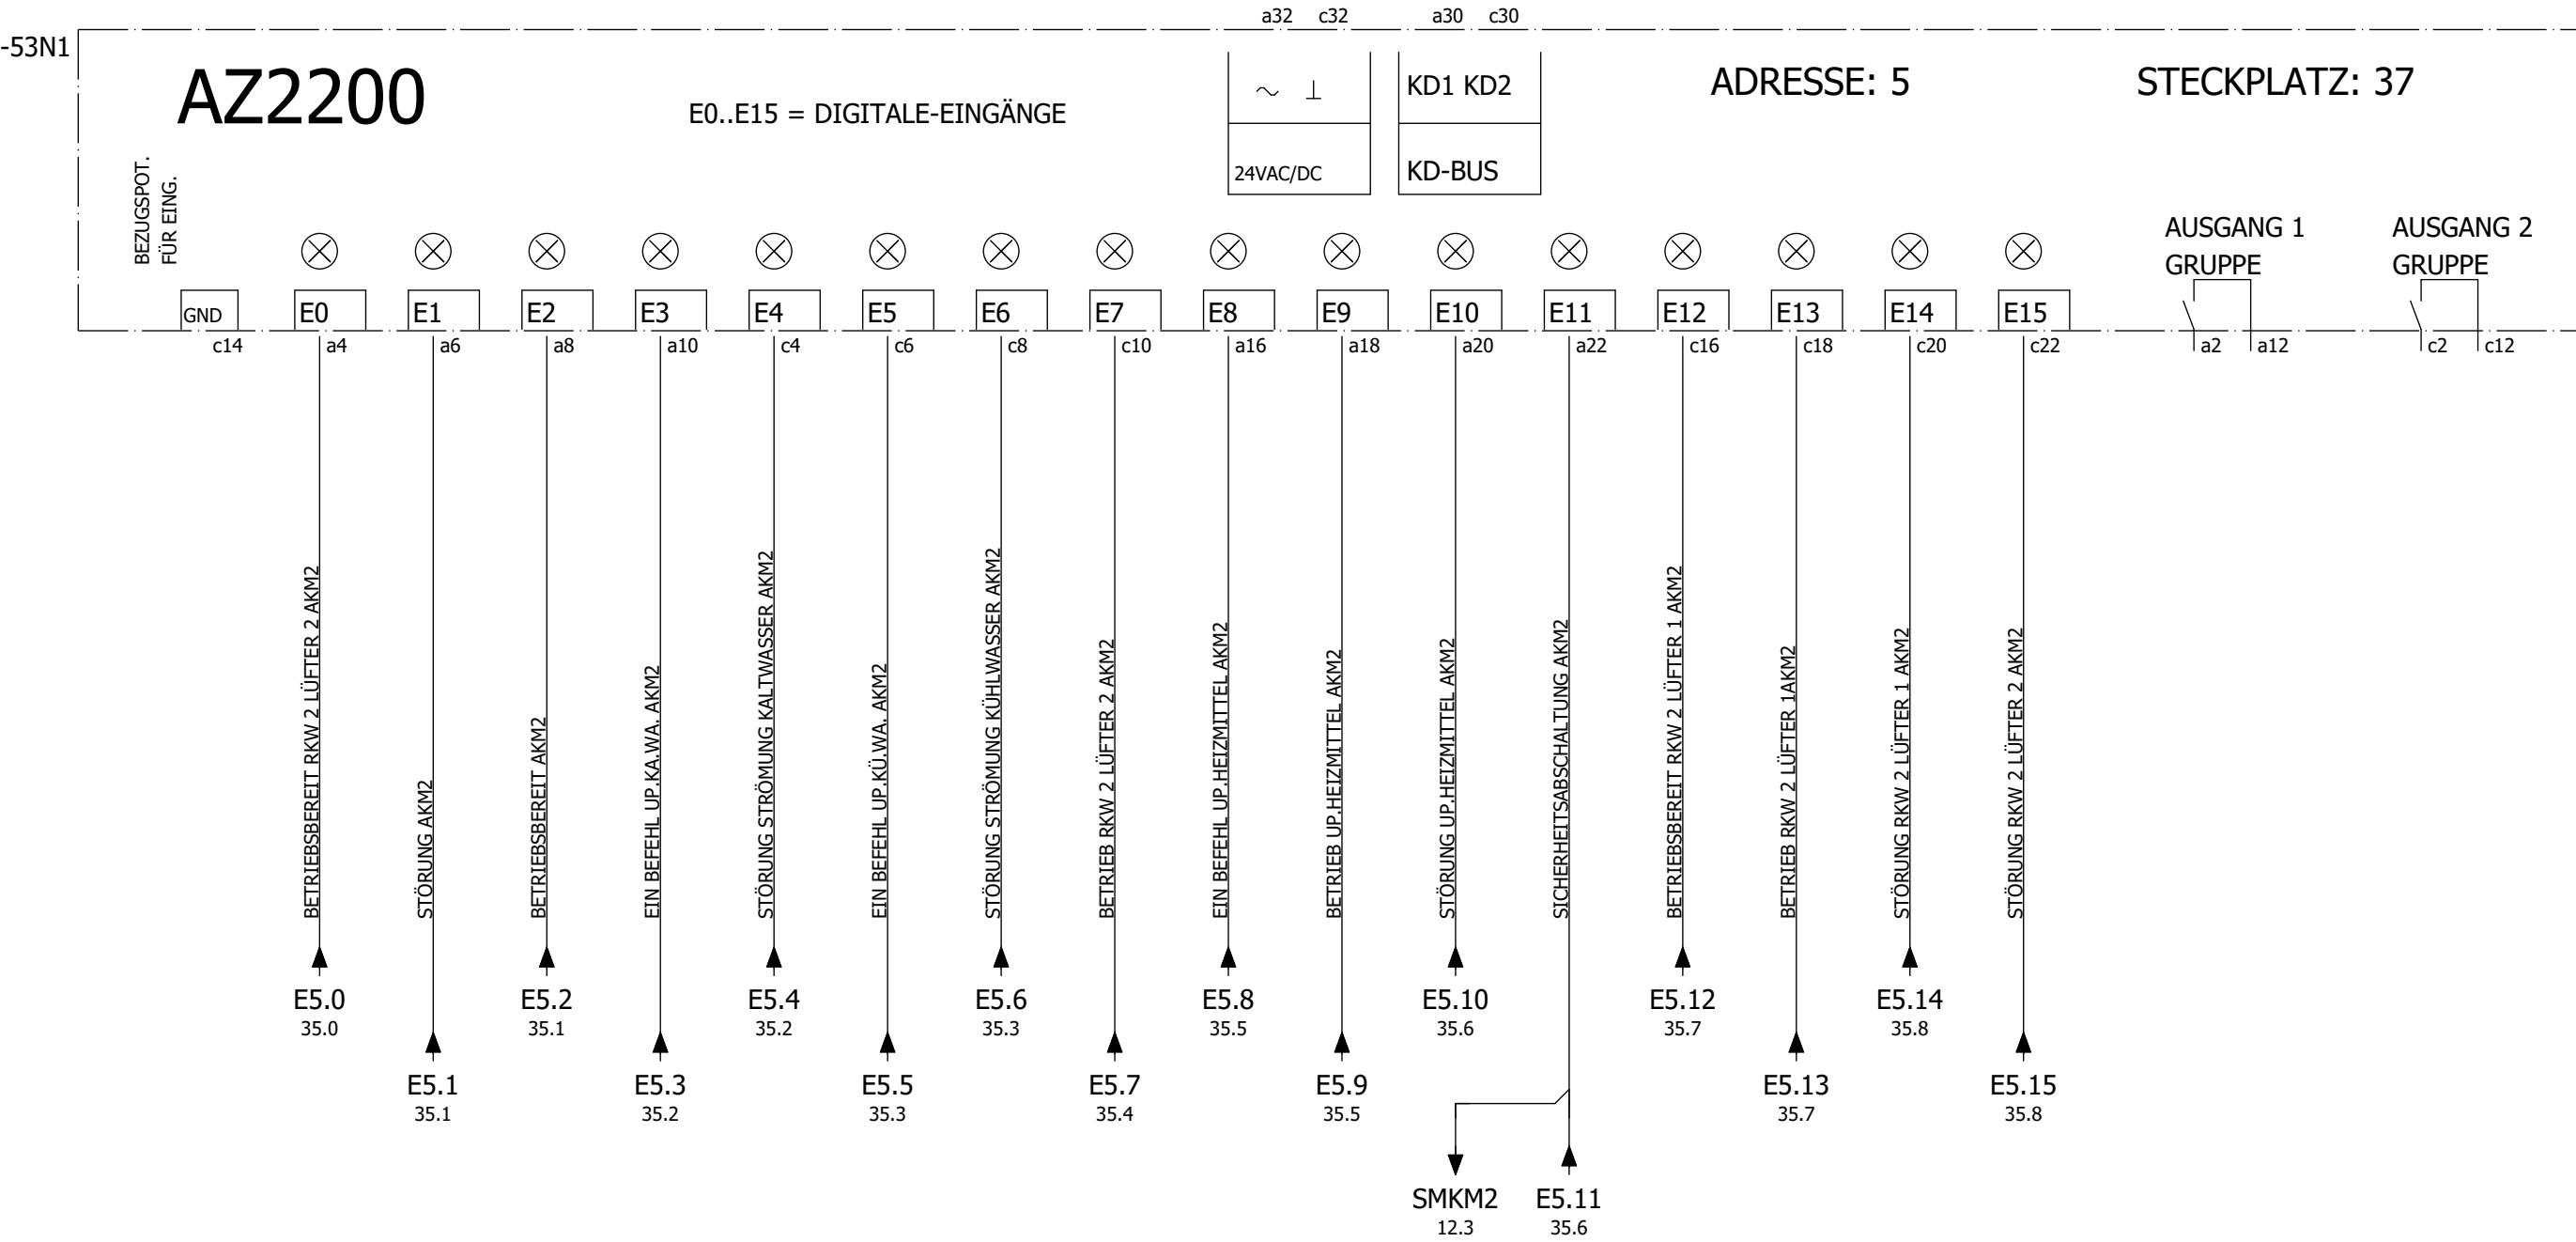 a32 c32 a30 c30
-53N1
AZ2200
E0..E15 = DIGITALE-EINGÄNGE
KD1 KD2
24VAC/DC
KD-BUS
ADRESSE: 5
STECKPLATZ: 37
BEZUGSPOT.
FÜR EING.
AUSGANG 1
GRUPPE
AUSGANG 2
GRUPPE
GND E0 E1 E2 E3 E4 E5 E6 E7 E8 E9 E10 E11 E12 E13 E14 E15
c14 a4 a6 a8 a10 c4 c6 c8 c10 a16 a18 a20 a22 c16 c18 c20 c22 a2 a12 c2 c12
BETRIEBSBEREIT RKW 2 LÜFTER 2 AKM2
STÖRUNG AKM2
BETRIEBSBEREIT AKM2
EIN BEFEHL UP.KA.WA. AKM2
STÖRUNG STRÖMUNG KALTWASSER AKM2
EIN BEFEHL UP.KÜ.WA. AKM2
STÖRUNG STRÖMUNG KÜHLWASSER AKM2
BETRIEB RKW 2 LÜFTER 2 AKM2
EIN BEFEHL UP.HEIZMITTEL AKM2
BETRIEB UP.HEIZMITTEL AKM2
STÖRUNG UP.HEIZMITTEL AKM2
SICHERHEITSABSCHALTUNG AKM2
BETRIEBSBEREIT RKW 2 LÜFTER 1 AKM2
BETRIEB RKW 2 LÜFTER 1AKM2
STÖRUNG RKW 2 LÜFTER 1 AKM2
STÖRUNG RKW 2 LÜFTER 2 AKM2
E5.0 E5.2 E5.4 E5.6 E5.8 E5.10 E5.12 E5.14
35.0 35.1 35.2 35.3 35.5 35.6 35.7 35.8
E5.1 E5.3 E5.5 E5.7 E5.9 E5.13 E5.15
35.1 35.2 35.3 35.4 35.5 35.7 35.8
SMKM2 E5.11
12.3 35.6